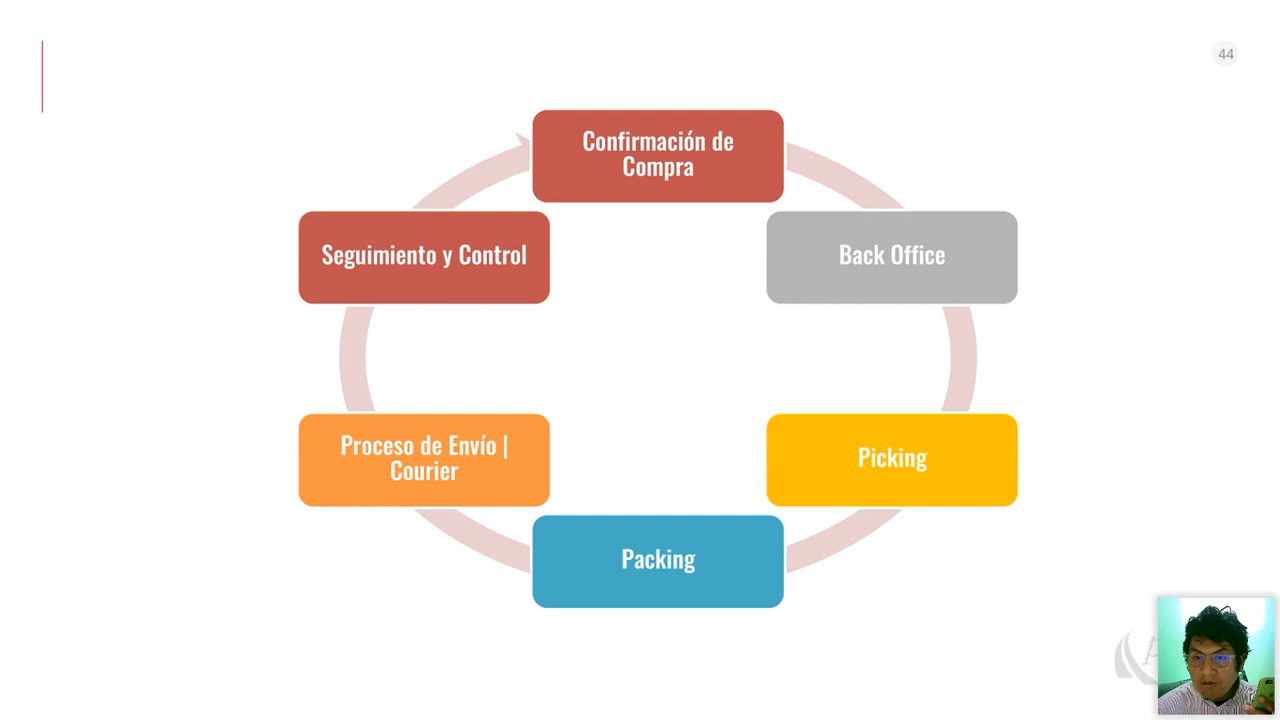 44
Confirmación de
Compra
Back Office
Picking
Packing
Proceso de Envío |
Courier
Seguimiento y Control